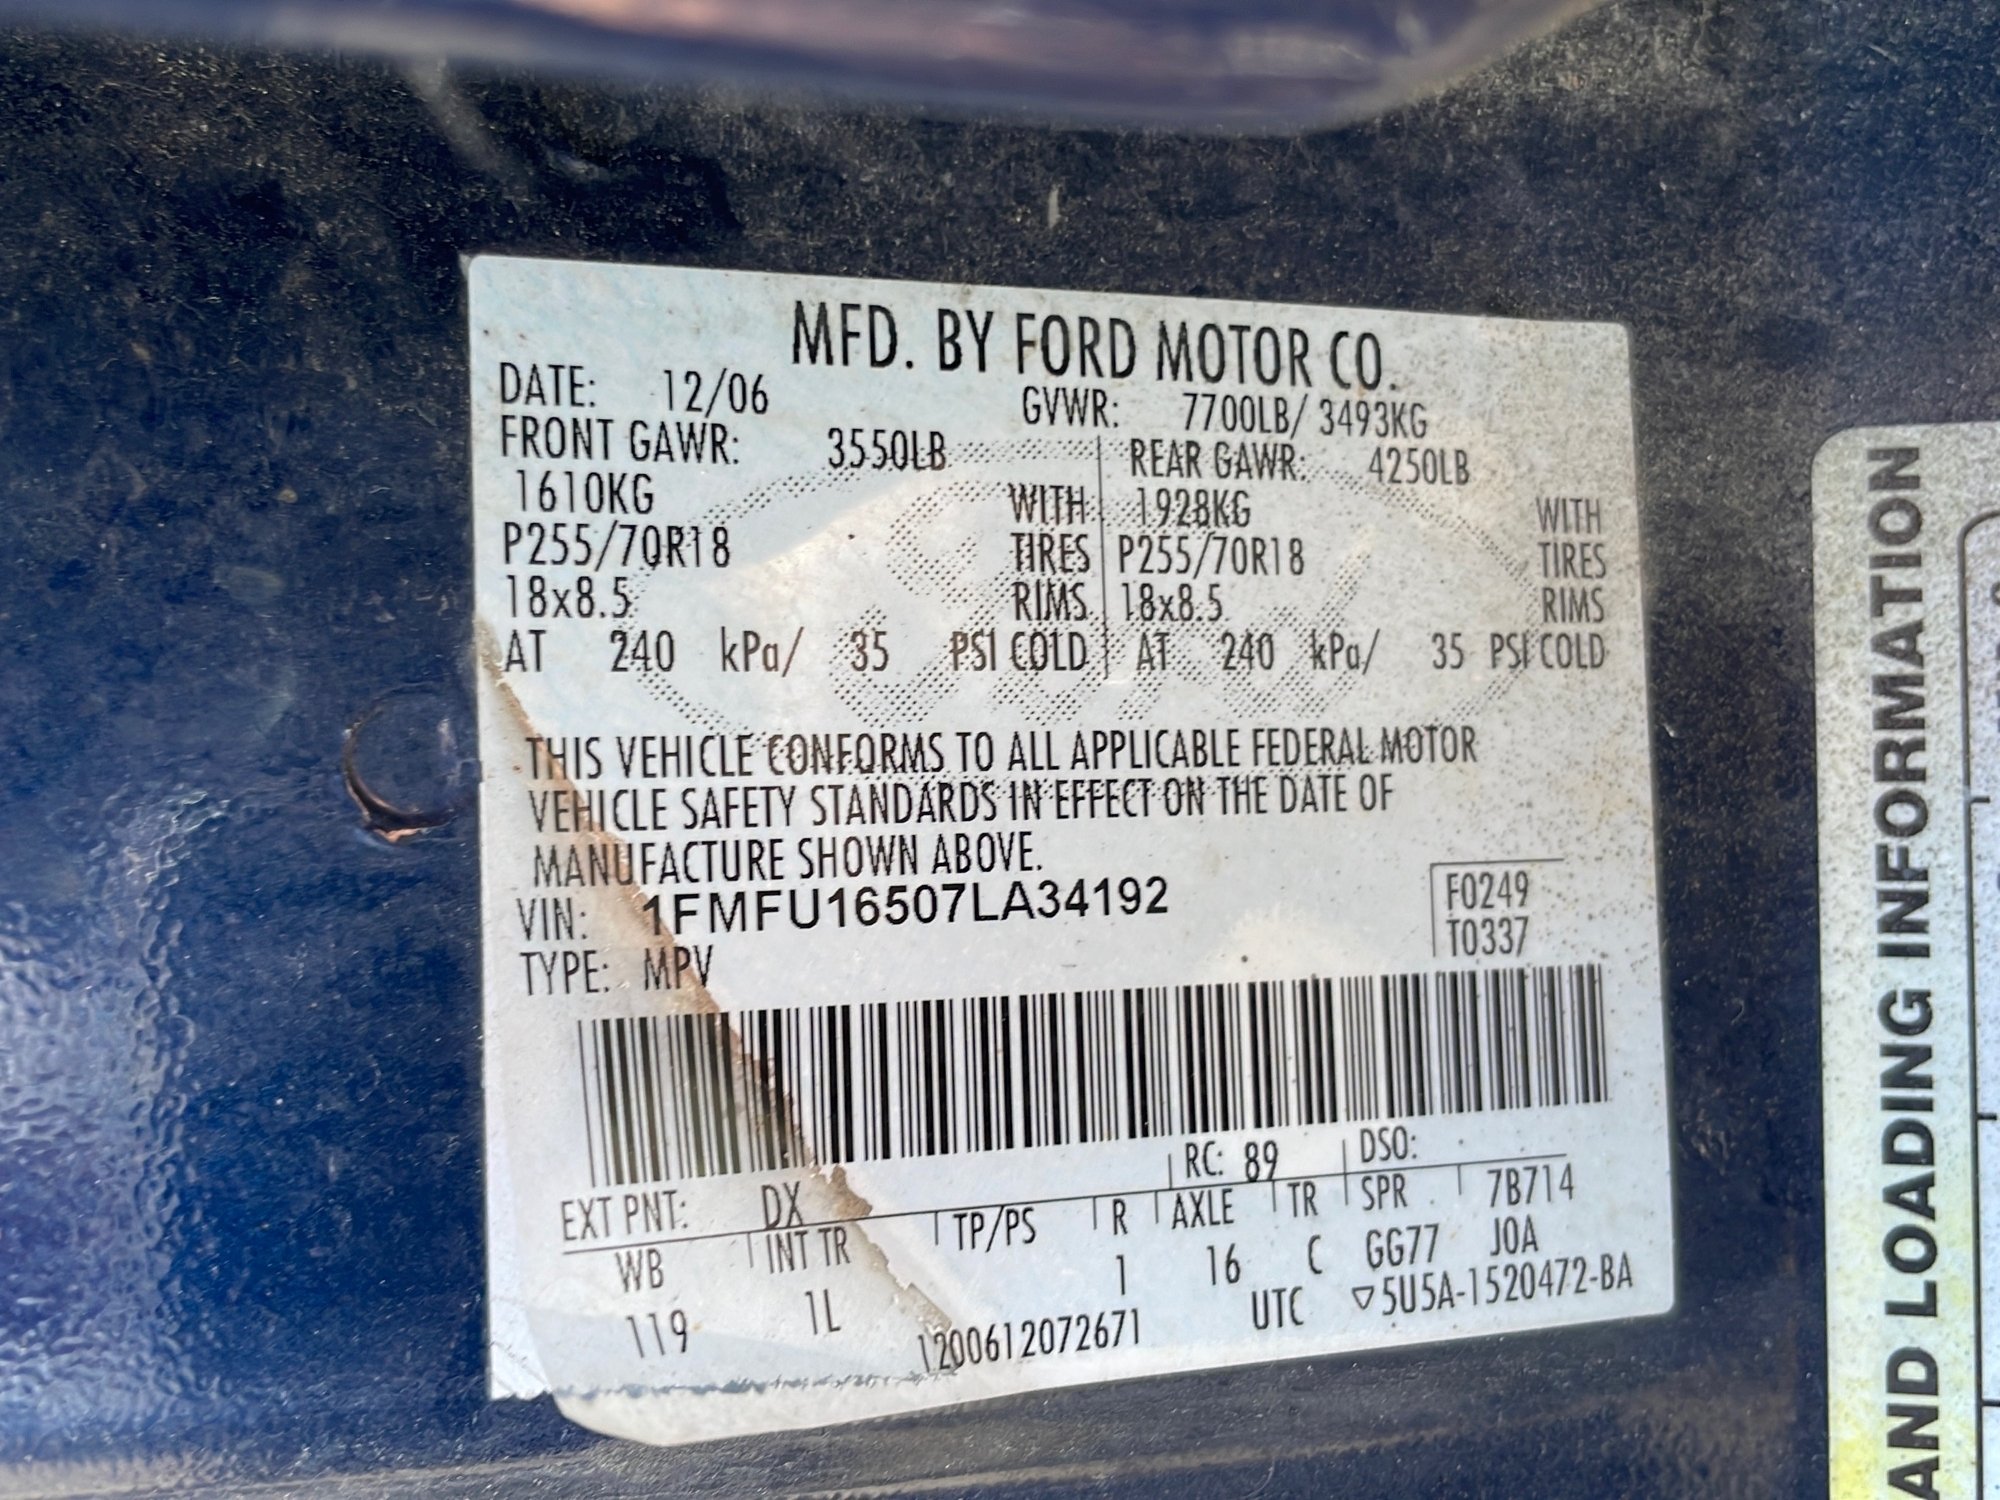 MFD. BY FORD MOTOR CO.
DATE: 12/06 GVWR: 7700LB/ 3493KG
FRONT GAWR: 3550LB REAR GAWR: 4250LB
1610KG WITH 1928KG WITH
P255/70R18 TIRES P255/70R18 TIRES
18x8.5 RIMS 18x8.5 RIMS
AT 240 kPa/ 35 PSI COLD AT 240 kPa/ 35 PSI COLD
THIS VEHICLE CONFORMS TO ALL APPLICABLE FEDERAL MOTOR
VEHICLE SAFETY STANDARDS IN EFFECT ON THE DATE OF
MANUFACTURE SHOWN ABOVE.
VIN: 1FMFU16507LA34192 F0249
TYPE: MPV T0337
RC: 89 DSO:
EXT PNT: DX
WB INT TR TP/PS R AXLE TR SPR 7B714
119 1L 1 16 C GG77 J0A
1200612072671 UTC ▽5U5A-1520472-BA
AND LOADING INFORMATION